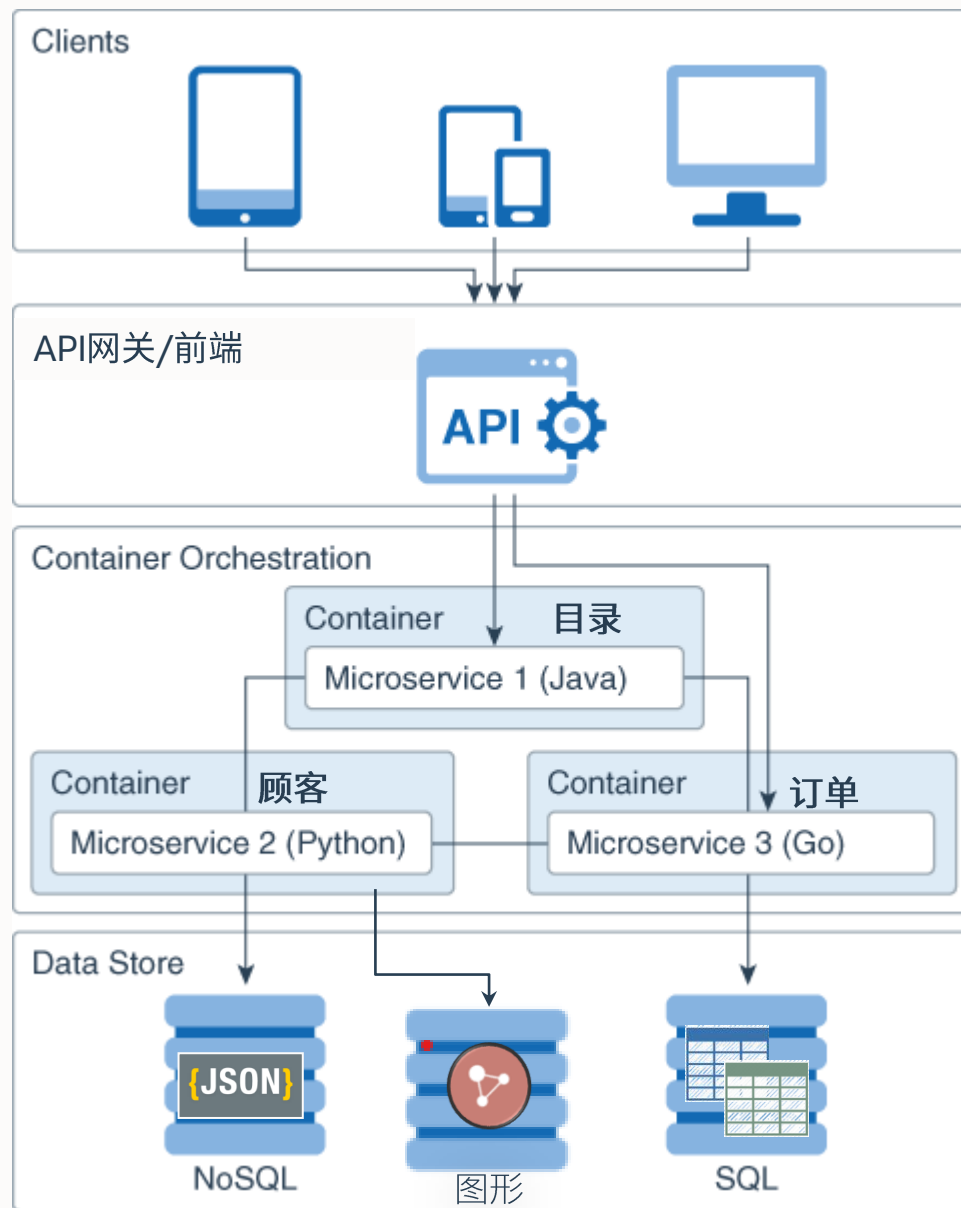 Clients
API网关/前端
API
Container Orchestration
Container 目录
Microservice 1 (Java)
Container 顾客
Microservice 2 (Python)
Container 订单
Microservice 3 (Go)
Data Store
{JSON}
NoSQL
图形
SQL